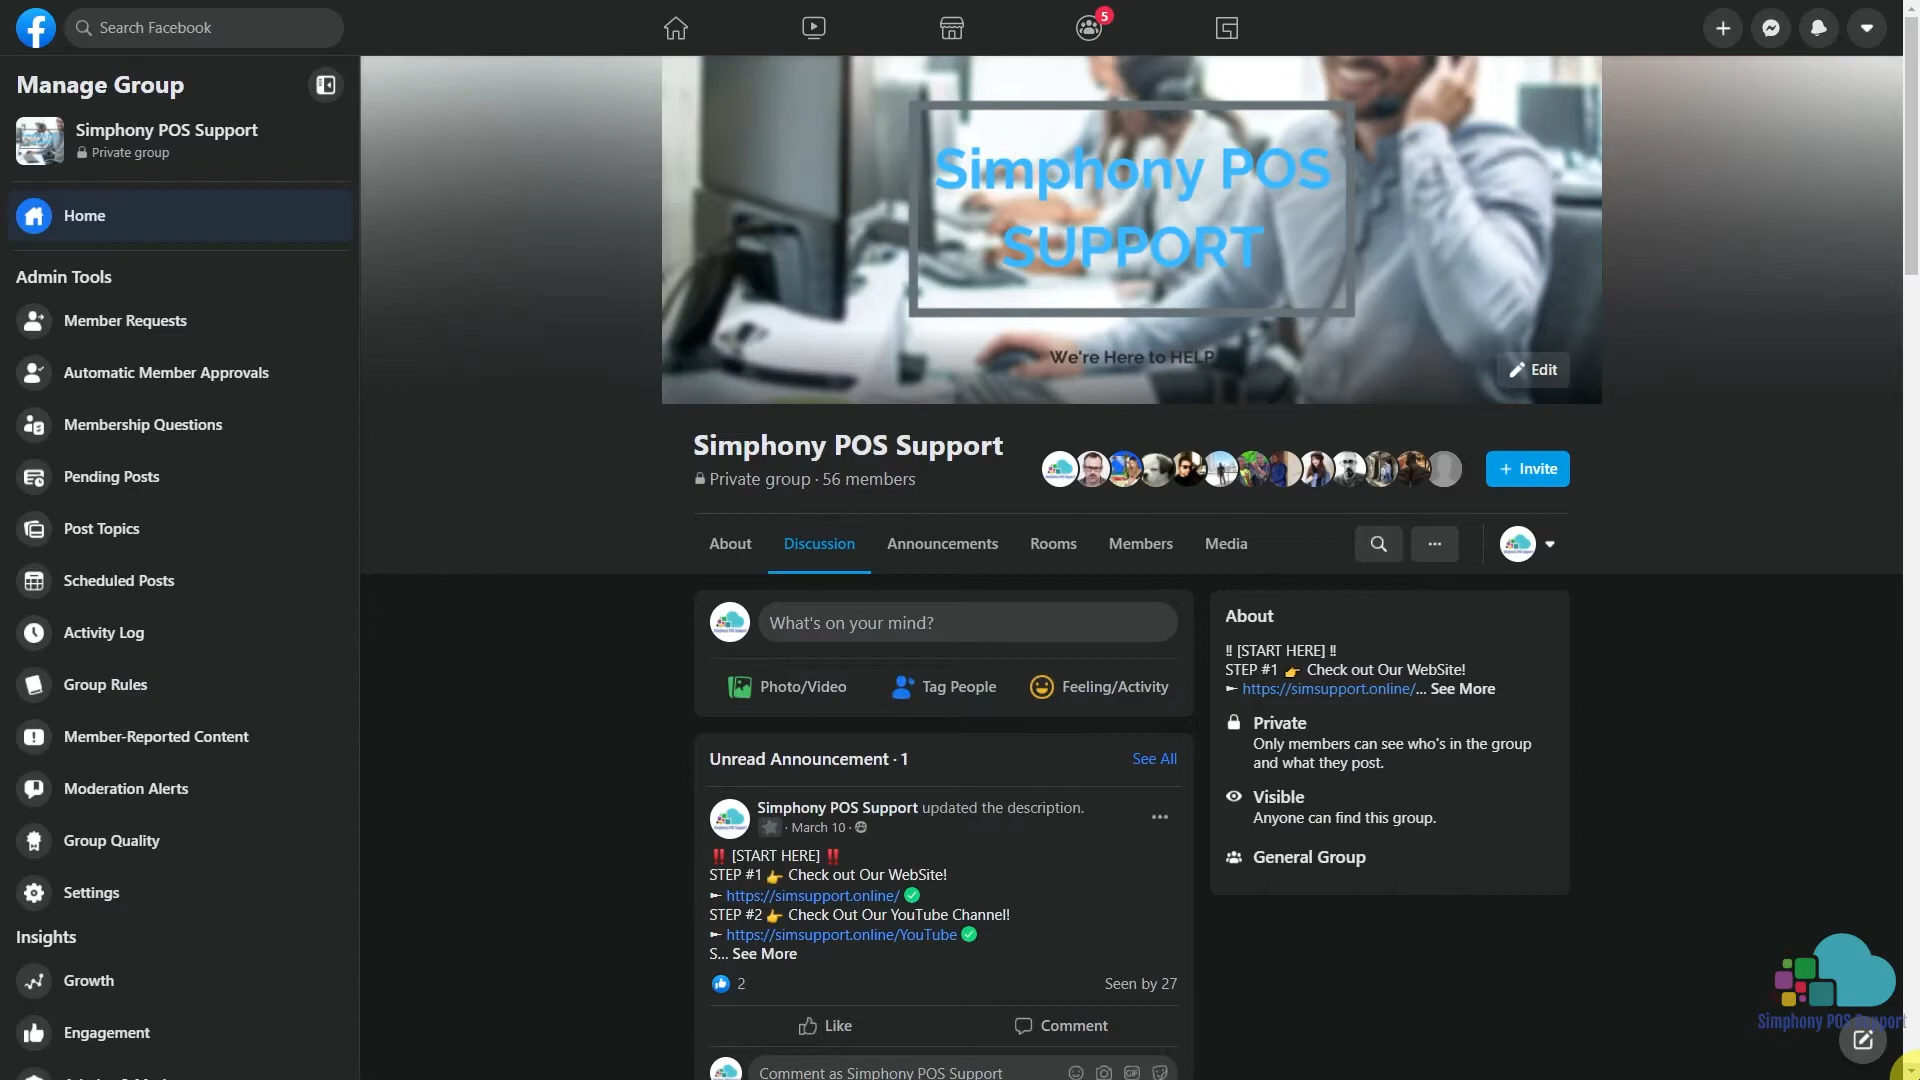 Search Facebook
5
Manage Group
Simphony POS Support
Private group
Home
Admin Tools
Member Requests
Automatic Member Approvals
Membership Questions
Pending Posts
Post Topics
Scheduled Posts
Activity Log
Group Rules
Member-Reported Content
Moderation Alerts
Group Quality
Settings
Insights
Growth
Engagement
Simphony POS
SUPPORT
We're Here to HELP
Edit
Simphony POS Support
Private group · 56 members
+ Invite
About
Discussion
Announcements
Rooms
Members
Media
What's on your mind?
Photo/Video
Tag People
Feeling/Activity
Unread Announcement · 1
See All
Simphony POS Support updated the description.
· March 10 ·
‼ [START HERE] ‼
STEP #1 👉 Check out Our WebSite!
➼ https://simsupport.online/ ✅
STEP #2 👉 Check Out Our YouTube Channel!
➼ https://simsupport.online/YouTube ✅
S... See More
2
Seen by 27
Like
Comment
Comment as Simphony POS Support
GIF
About
‼ [START HERE] ‼
STEP #1 👉 Check out Our WebSite!
➼ https://simsupport.online/... See More
Private
Only members can see who's in the group
and what they post.
Visible
Anyone can find this group.
General Group
Simphony POS Support